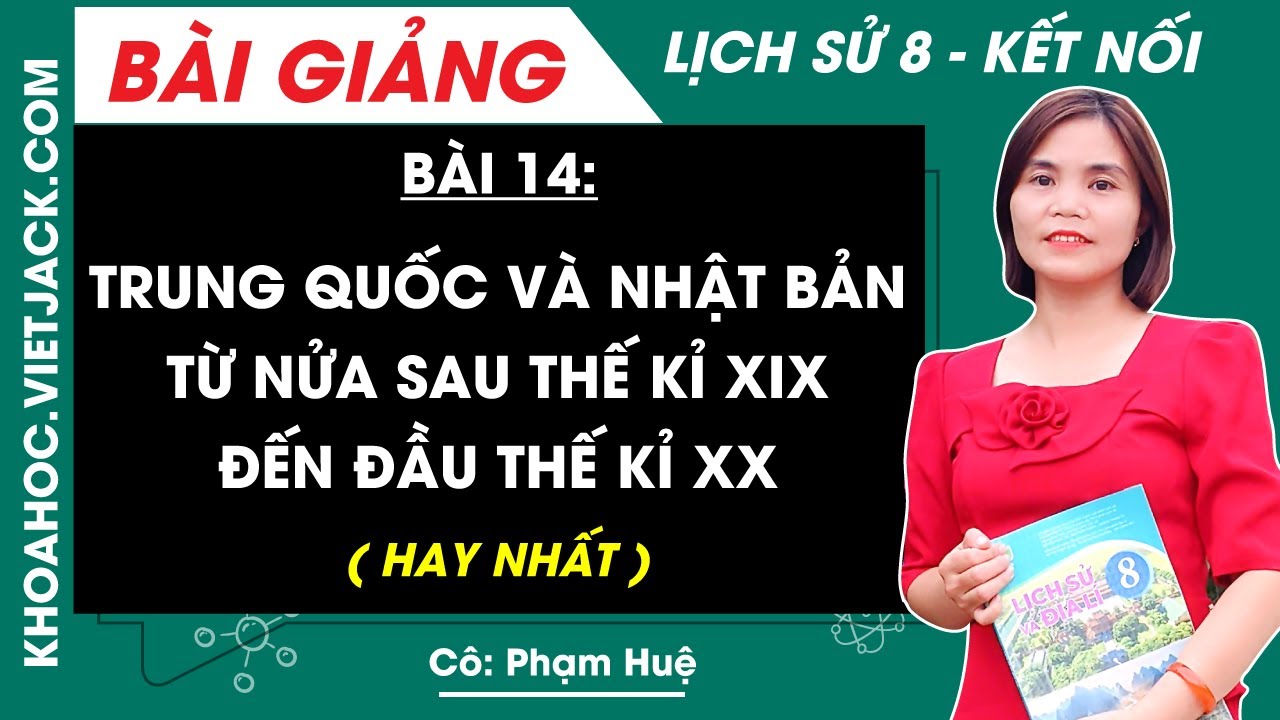 BÀI GIẢNG
LỊCH SỬ 8 - KẾT NỐI
KHOAHOC.VIETJACK.COM
BÀI 14:
TRUNG QUỐC VÀ NHẬT BẢN
TỪ NỬA SAU THẾ KỈ XIX
ĐẾN ĐẦU THẾ KỈ XX
( HAY NHẤT )
Cô: Phạm Huệ
LỊCH SỬ
VÀ ĐỊA LÍ
8